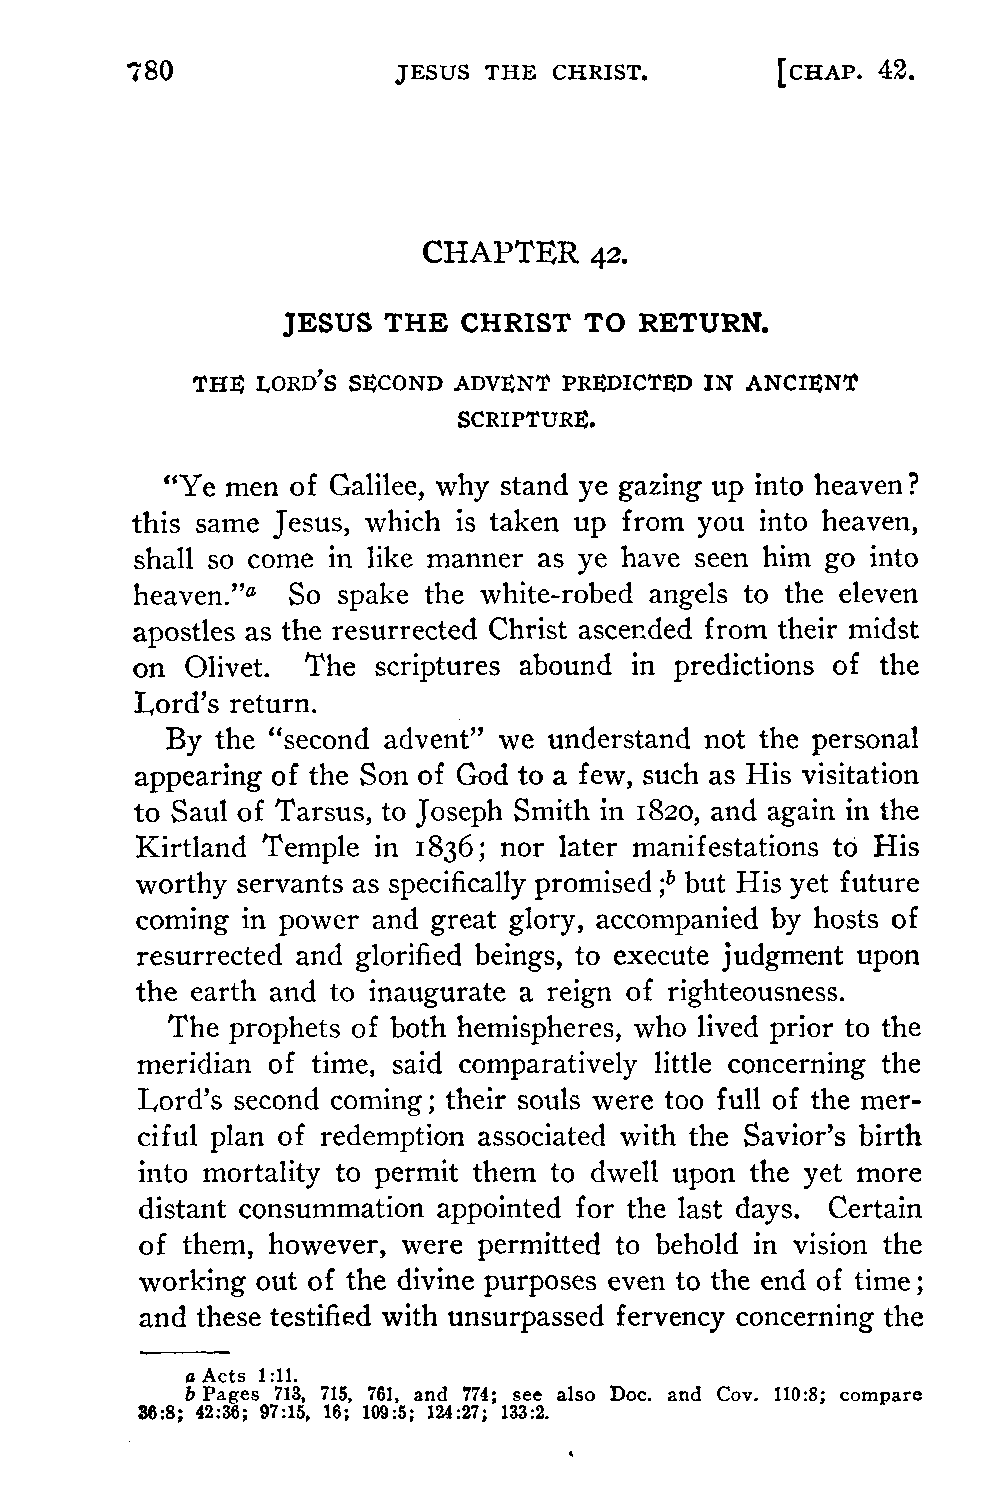 780 JESUS THE CHRIST. [CHAP. 42.
CHAPTER 42.
JESUS THE CHRIST TO RETURN.
THE LORD'S SECOND ADVENT PREDICTED IN ANCIENT
SCRIPTURE.
"Ye men of Galilee, why stand ye gazing up into heaven?
this same Jesus, which is taken up from you into heaven,
shall so come in like manner as ye have seen him go into
heaven."a So spake the white-robed angels to the eleven
apostles as the resurrected Christ ascended from their midst
on Olivet. The scriptures abound in predictions of the
Lord's return.
By the "second advent" we understand not the personal
appearing of the Son of God to a few, such as His visitation
to Saul of Tarsus, to Joseph Smith in 1820, and again in the
Kirtland Temple in 1836; nor later manifestations to His
worthy servants as specifically promised;b but His yet future
coming in power and great glory, accompanied by hosts of
resurrected and glorified beings, to execute judgment upon
the earth and to inaugurate a reign of righteousness.
The prophets of both hemispheres, who lived prior to the
meridian of time, said comparatively little concerning the
Lord's second coming; their souls were too full of the mer-
ciful plan of redemption associated with the Savior's birth
into mortality to permit them to dwell upon the yet more
distant consummation appointed for the last days. Certain
of them, however, were permitted to behold in vision the
working out of the divine purposes even to the end of time;
and these testified with unsurpassed fervency concerning the
a Acts 1:11.
b Pages 713, 715, 761, and 774; see also Doc. and Cov. 110:8; compare
36:8; 42:36; 97:15, 16; 109:5; 124:27; 133:2.